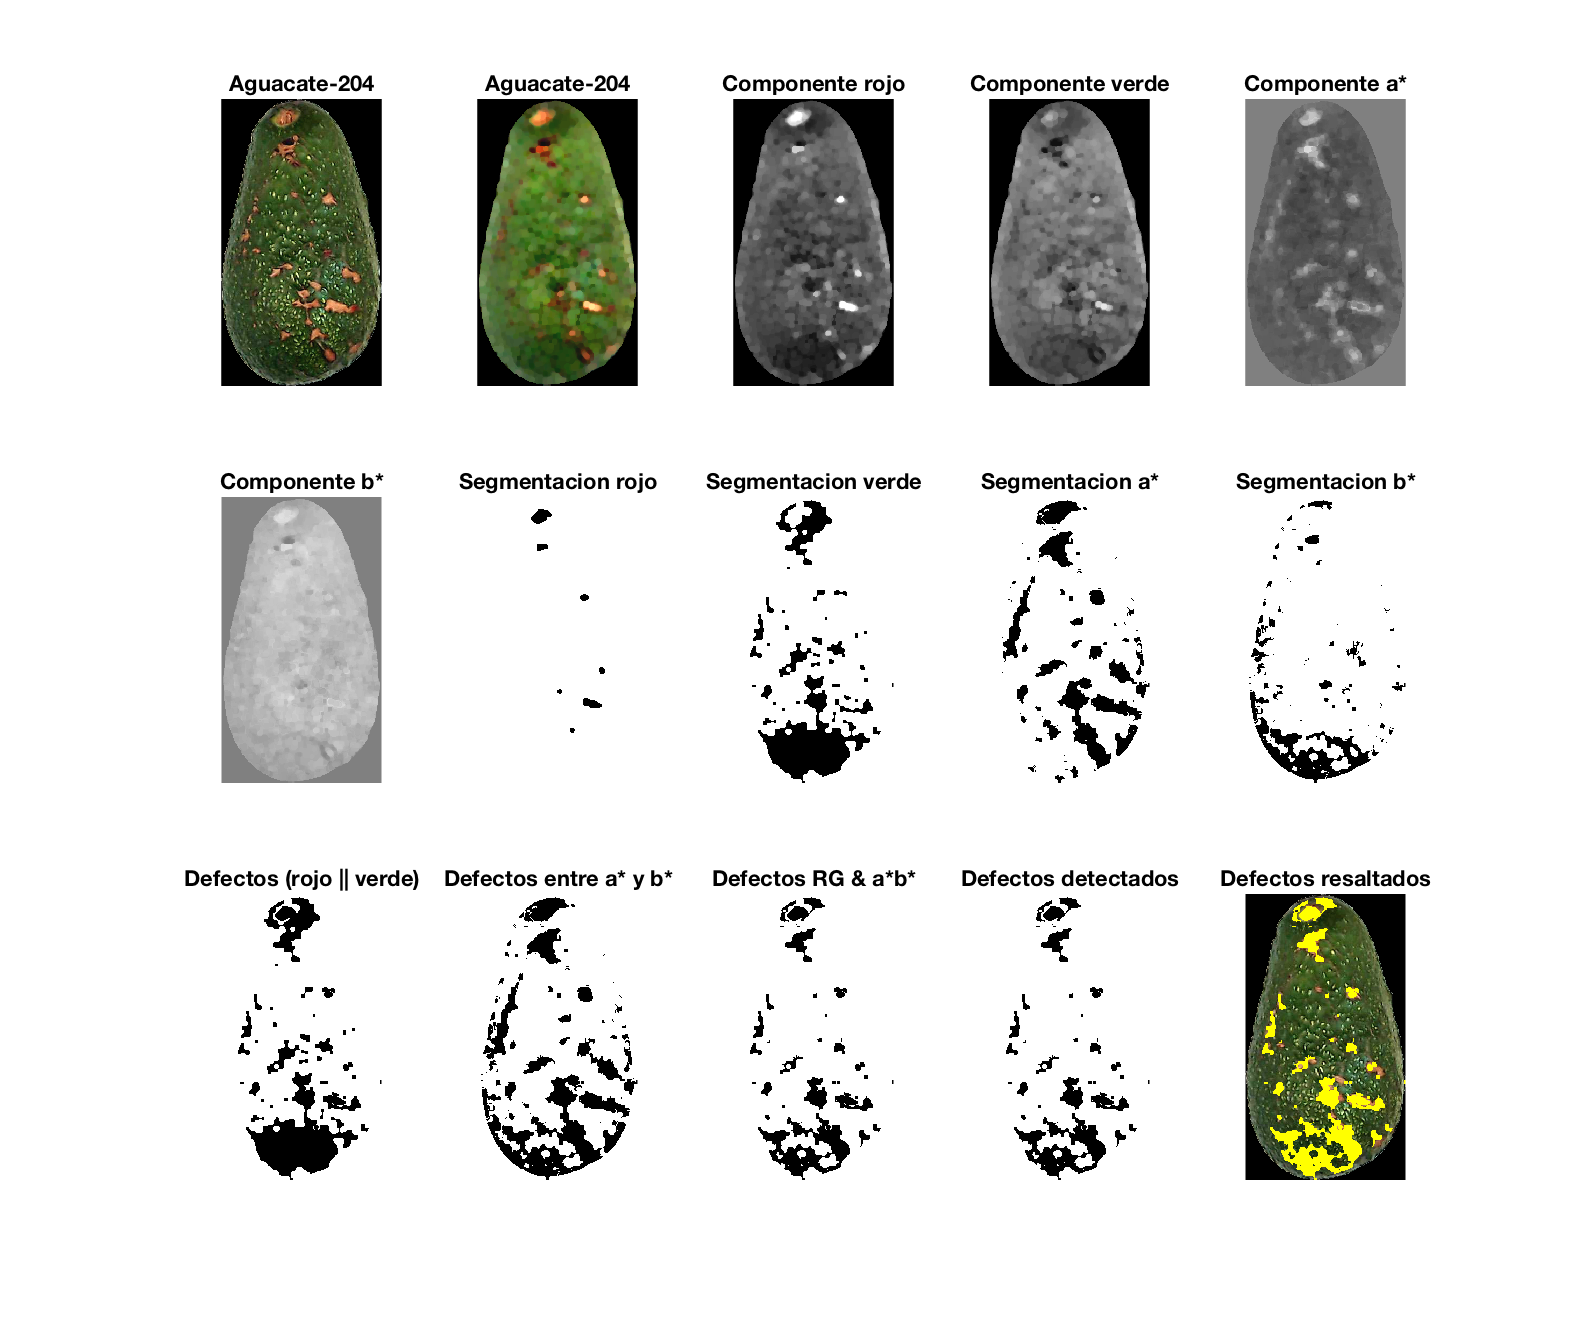 Aguacate-204
Aguacate-204
Componente rojo
Componente verde
Componente a*
Componente b*
Segmentacion rojo
Segmentacion verde
Segmentacion a*
Segmentacion b*
Defectos (rojo || verde)
Defectos entre a* y b*
Defectos RG & a*b*
Defectos detectados
Defectos resaltados